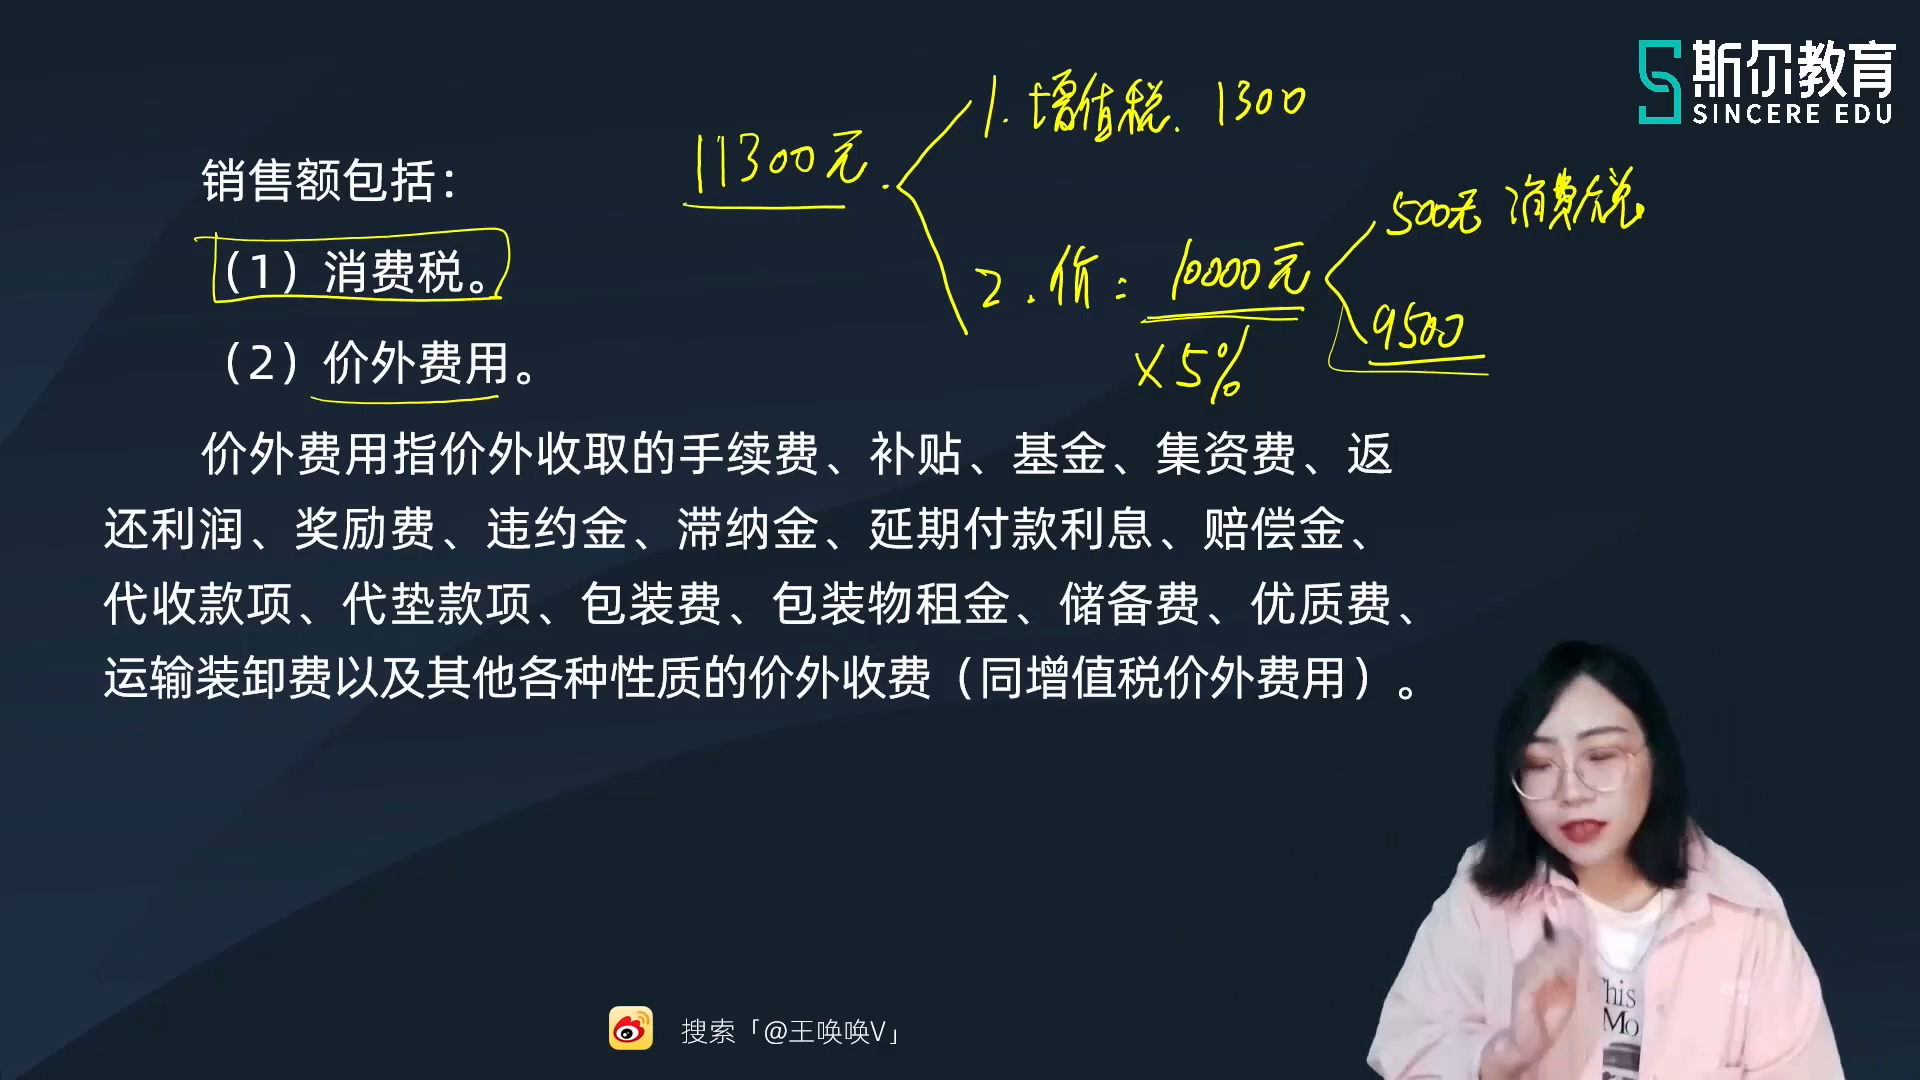 斯尔教育
SINCERE EDU
11300元
1. 增值税. 1300
2. 价: 10000元
×5%
500元 消费税
9500
销售额包括：
（1）消费税。
（2）价外费用。
价外费用指价外收取的手续费、补贴、基金、集资费、返
还利润、奖励费、违约金、滞纳金、延期付款利息、赔偿金、
代收款项、代垫款项、包装费、包装物租金、储备费、优质费、
运输装卸费以及其他各种性质的价外收费（同增值税价外费用）。
This
Mo
搜索「@王唤唤V」